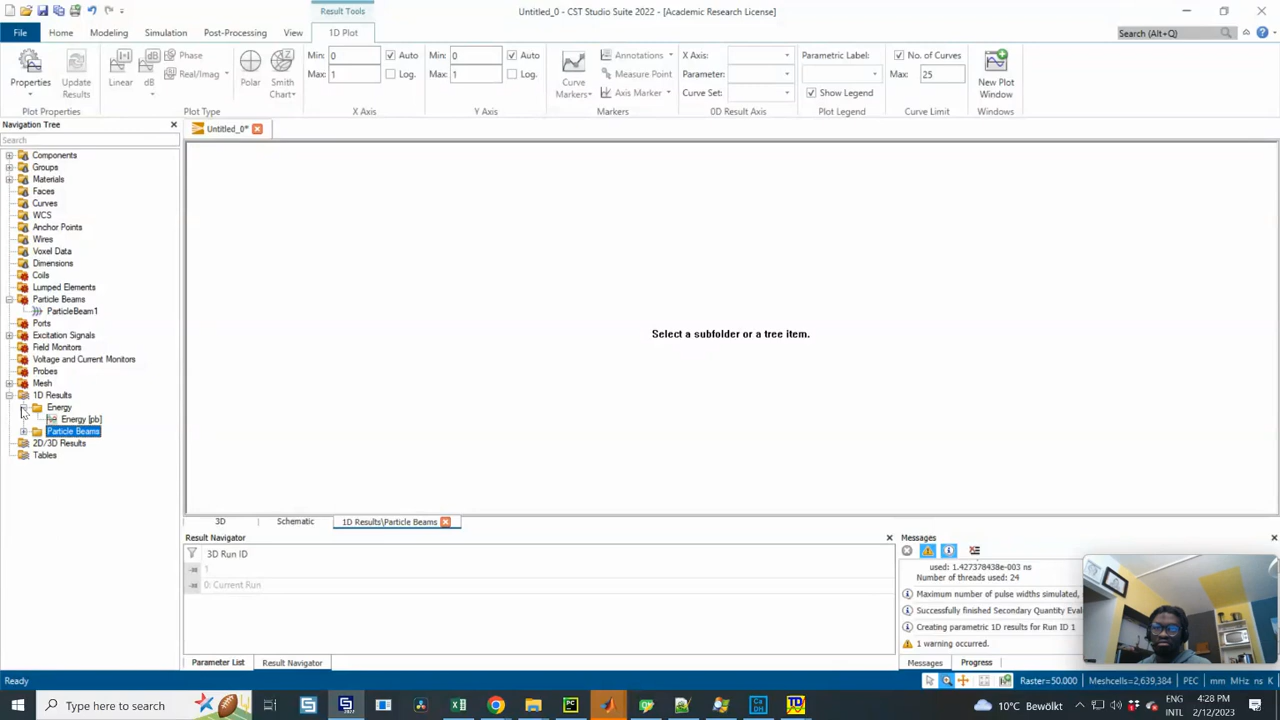 Result Tools
Untitled_0 - CST Studio Suite 2022 - [Academic Research License]
File Home Modeling Simulation Post-Processing View 1D Plot
Search (Alt+Q)
Properties
Update Results
Plot Properties
Linear
dB
Phase
Real/Imag
Polar
Smith Chart
Plot Type
Min: 0 Auto
Max: 1 Log.
X Axis
Min: 0 Auto
Max: 1 Log.
Y Axis
Curve Markers
Annotations
Measure Point
Axis Marker
Markers
X Axis:
Parameter:
Curve Set:
0D Result Axis
Parametric Label:
Show Legend
Plot Legend
No. of Curves
Max: 25
Curve Limit
New Plot Window
Windows
Navigation Tree
Untitled_0*
Search
Components
Groups
Materials
Faces
Curves
WCS
Anchor Points
Wires
Voxel Data
Dimensions
Coils
Lumped Elements
Particle Beams
ParticleBeam1
Ports
Excitation Signals
Field Monitors
Voltage and Current Monitors
Probes
Mesh
1D Results
Energy
Energy [pb]
Particle Beams
2D/3D Results
Tables
Select a subfolder or a tree item.
3D Schematic 1D Results\Particle Beams
Result Navigator
3D Run ID
1
0: Current Run
Parameter List Result Navigator
Messages
used: 1.427378438e-003 ns
Number of threads used: 24
Maximum number of pulse widths simulated,
Successfully finished Secondary Quantity Eval
Creating parametric 1D results for Run ID 1
1 warning occurred.
Messages Progress
Ready
Raster=50.000 Meshcells=2,639,384 PEC mm MHz ns K
Type here to search
10°C Bewölkt
ENG
INTL
4:28 PM
2/12/2023